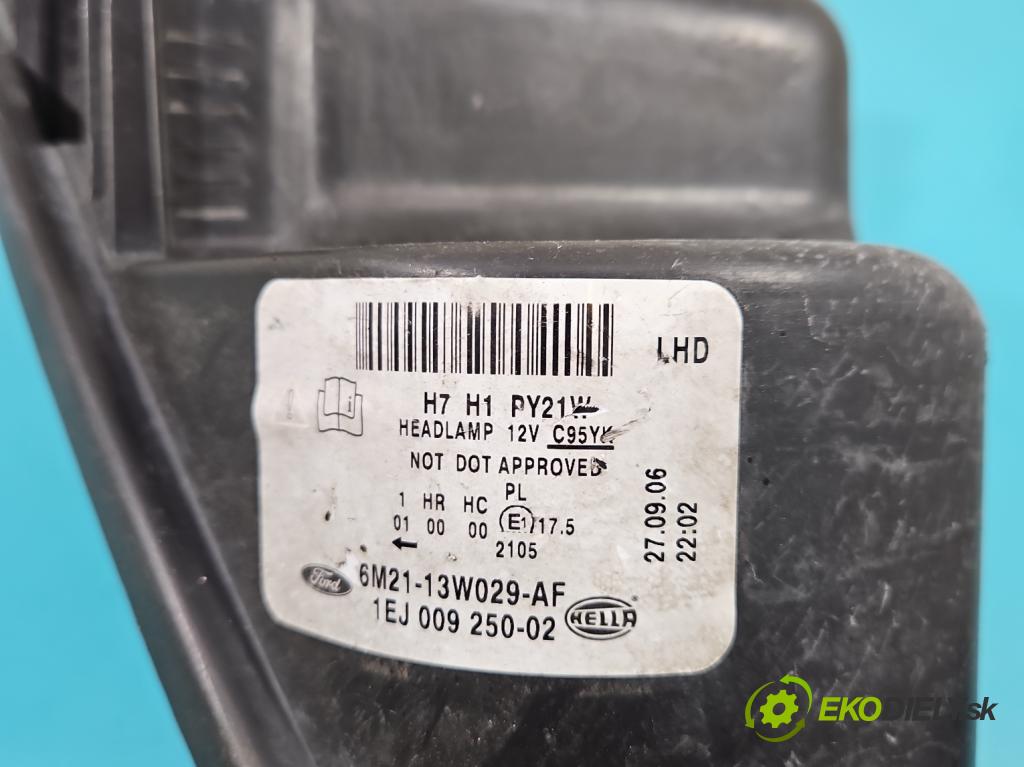 LHD
H7 H1 PY21W
HEADLAMP 12V C95YK
NOT DOT APPROVED
1 HR HC PL
01 00 00 E1 17.5
2105
27.09.06
22:02
Ford 6M21-13W029-AF
1EJ 009 250-02 HELLA
EKODIELY.sk